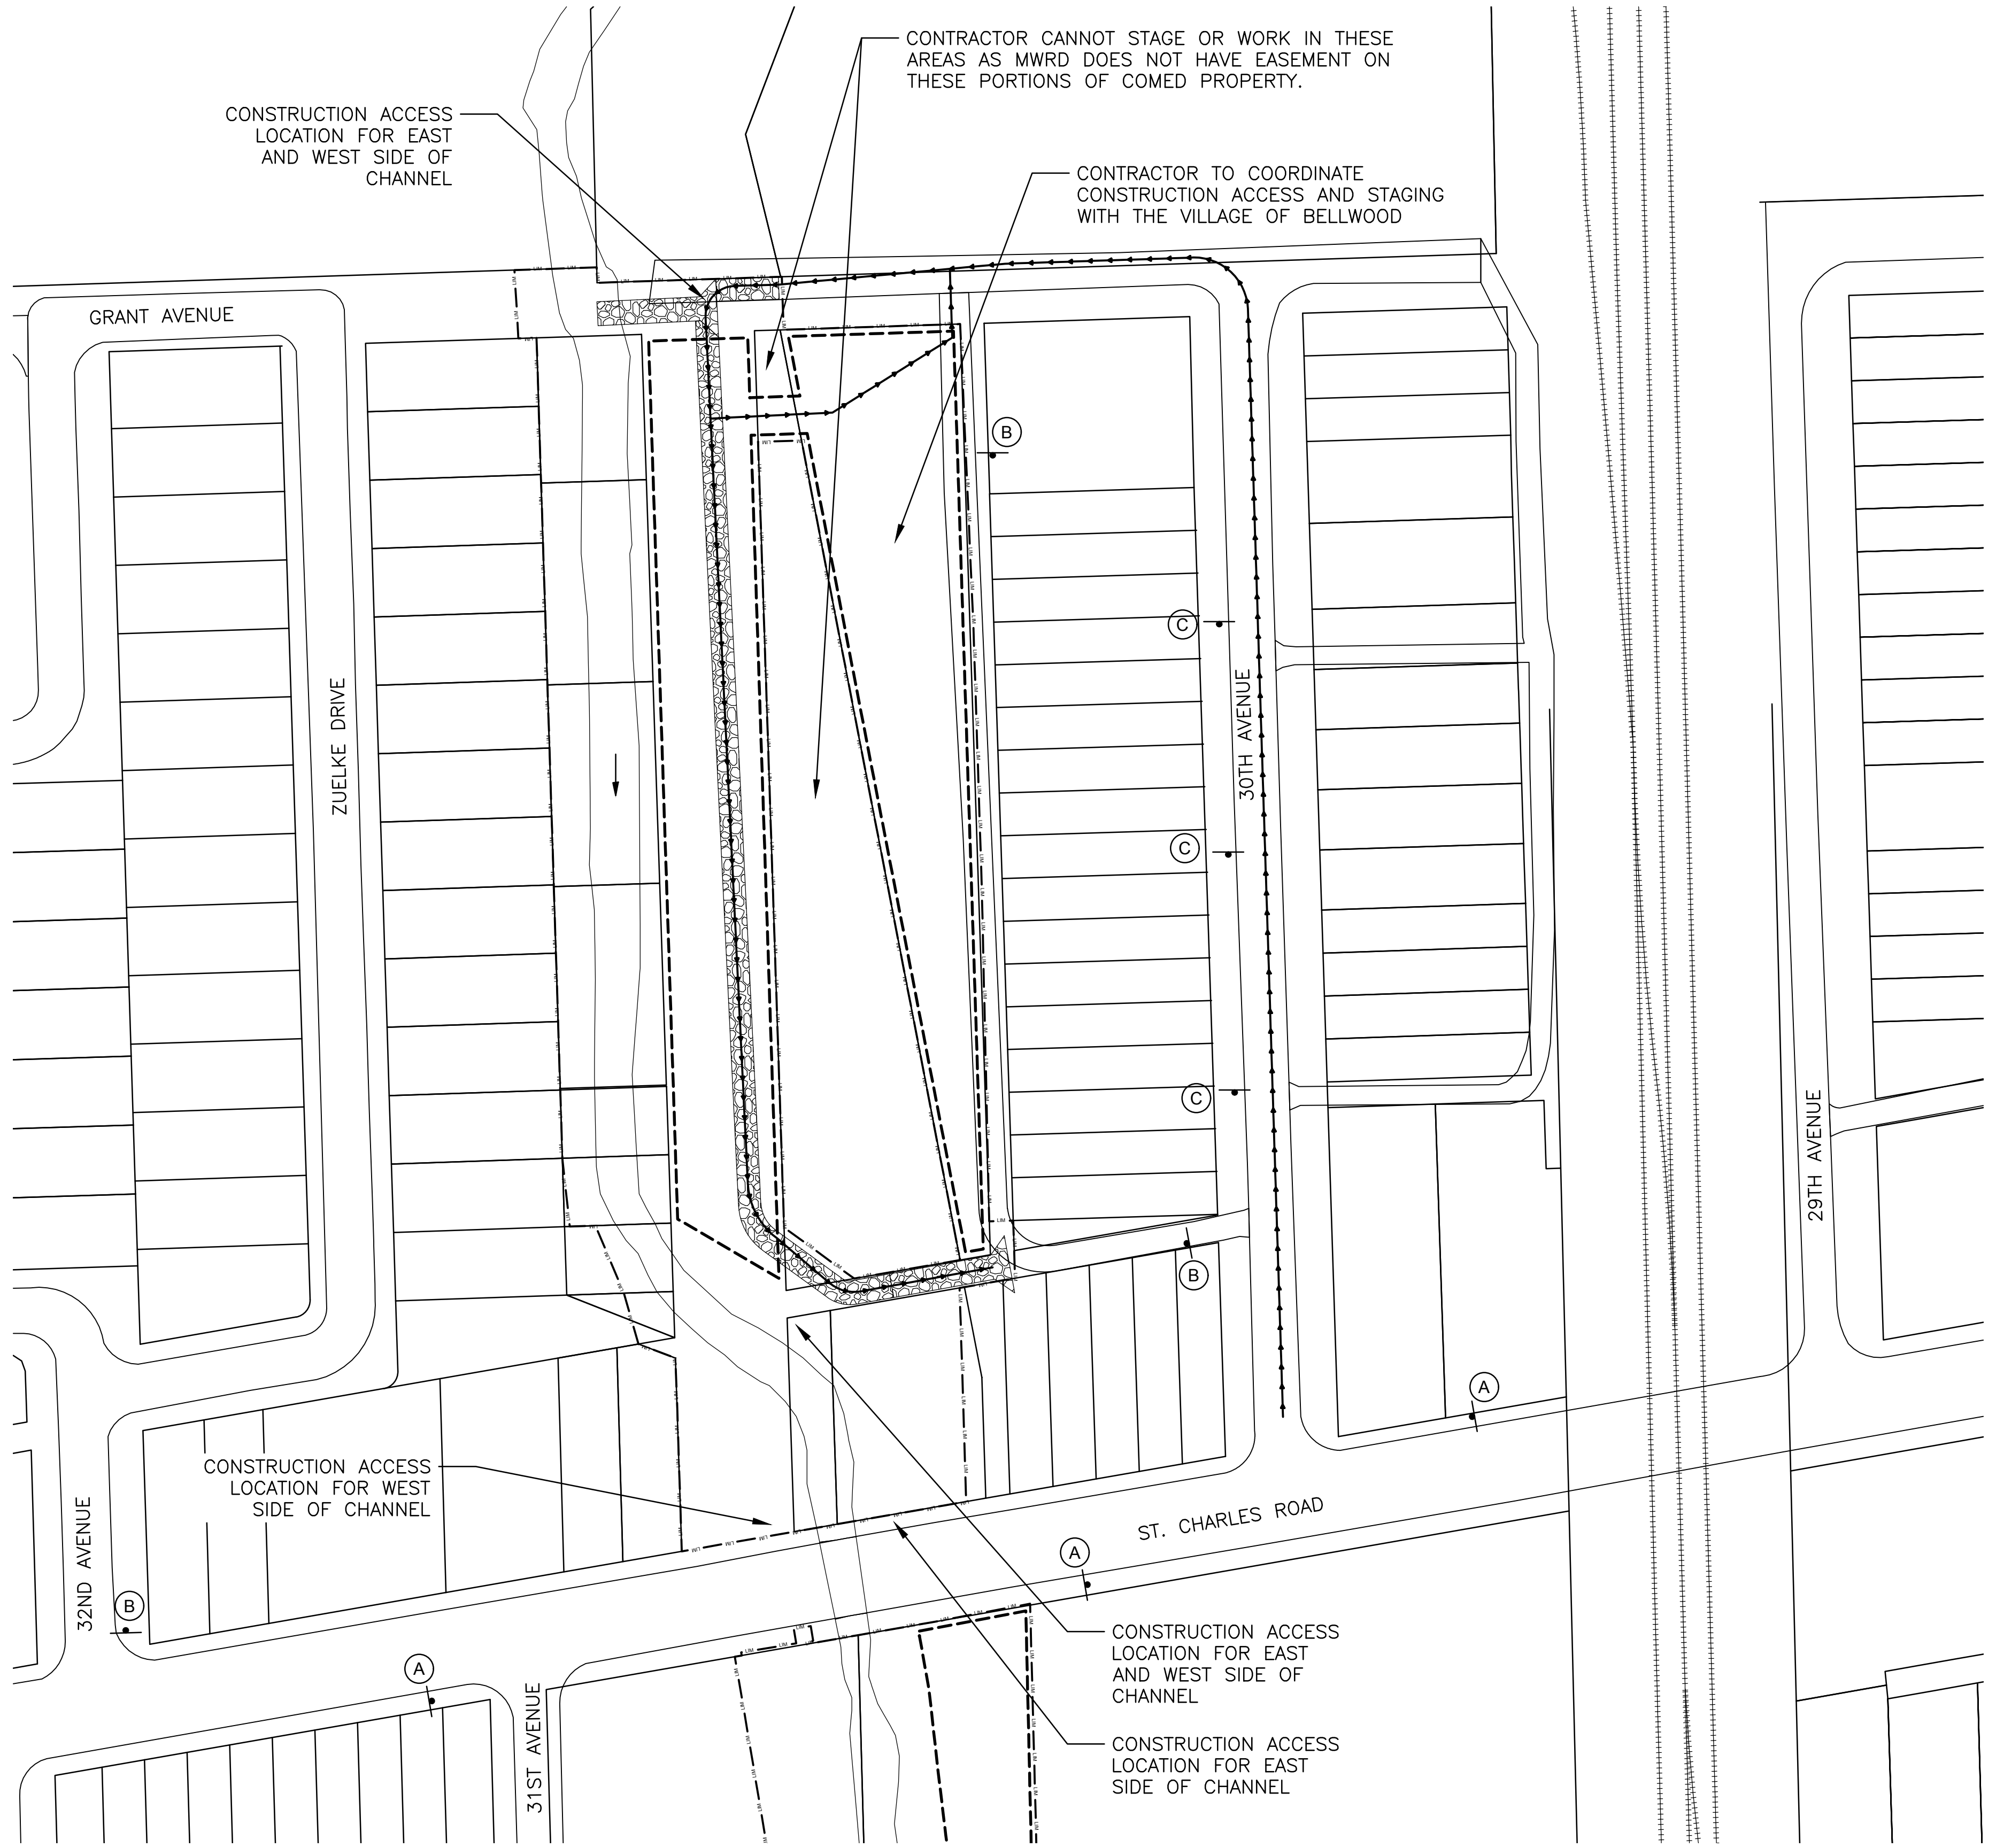 CONTRACTOR CANNOT STAGE OR WORK IN THESE
AREAS AS MWRD DOES NOT HAVE EASEMENT ON
THESE PORTIONS OF COMED PROPERTY.
CONSTRUCTION ACCESS
LOCATION FOR EAST
AND WEST SIDE OF
CHANNEL
CONTRACTOR TO COORDINATE
CONSTRUCTION ACCESS AND STAGING
WITH THE VILLAGE OF BELLWOOD
GRANT AVENUE
B
C
ZUELKE DRIVE
30TH AVENUE
C
C
29TH AVENUE
B
A
CONSTRUCTION ACCESS
LOCATION FOR WEST
SIDE OF CHANNEL
ST. CHARLES ROAD
32ND AVENUE
A
B
CONSTRUCTION ACCESS
LOCATION FOR EAST
AND WEST SIDE OF
CHANNEL
A
31ST AVENUE
CONSTRUCTION ACCESS
LOCATION FOR EAST
SIDE OF CHANNEL